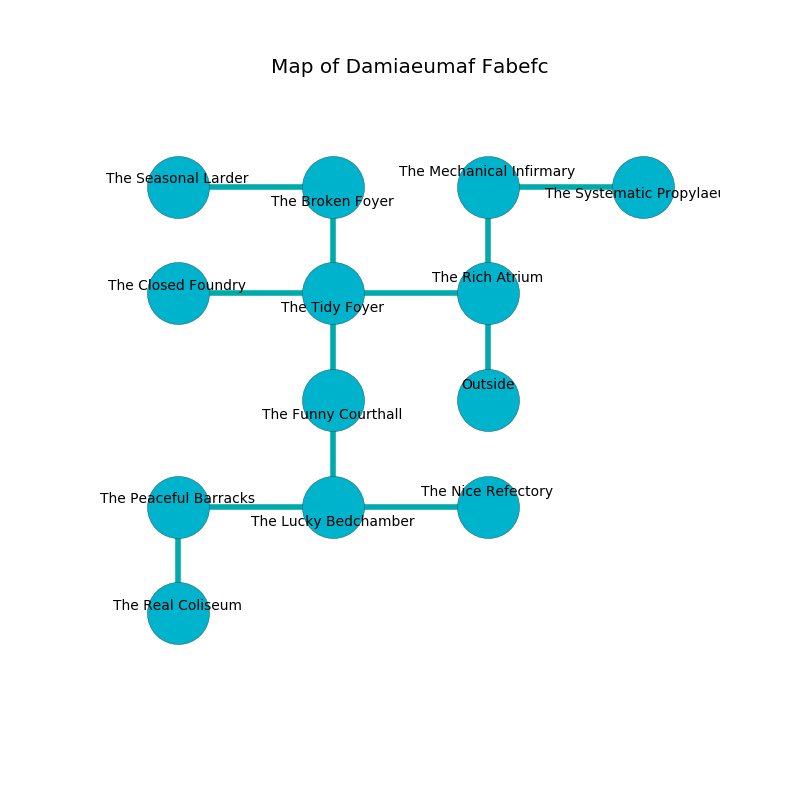 Map of Damiaeumaf Fabefc
The Mechanical Infirmary
The Seasonal Larder
The Systematic Propylaeu
The Broken Foyer
The Rich Atrium
The Closed Foundry
The Tidy Foyer
Outside
The Funny Courthall
The Nice Refectory
The Peaceful Barracks
The Lucky Bedchamber
The Real Coliseum